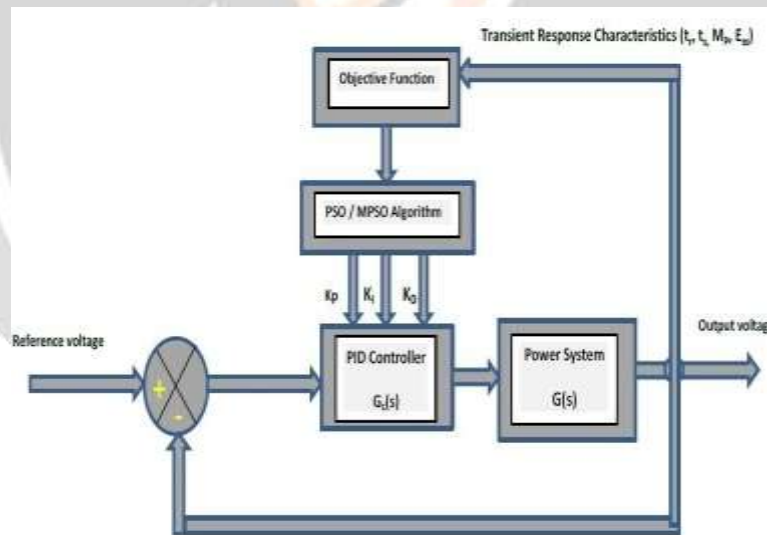 Transient Response Characteristics (tr, ts, Mp, Ess)
Objective Function
PSO / MPSO Algorithm
Kp Ki KD
Reference voltage
Output voltag
PID Controller
Gc(s)
Power System
G(s)
+
-